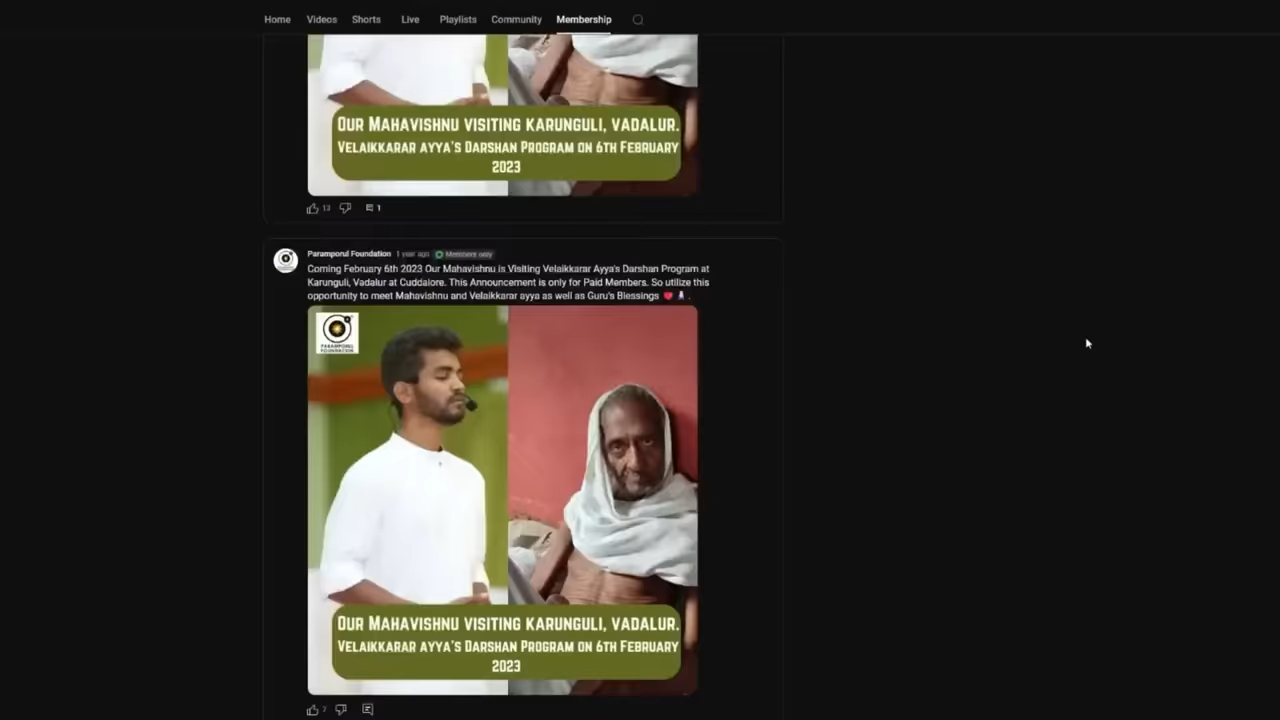 Home Videos Shorts Live Playlists Community Membership
OUR MAHAVISHNU VISITING KARUNGULI, VADALUR.
VELAIKKARAR AYYA'S DARSHAN PROGRAM ON 6TH FEBRUARY
2023
13 1
Paramporul Foundation 1 year ago Members only
Coming February 6th 2023 Our Mahavishnu is Visiting Velaikkarar Ayya's Darshan Program at
Karunguli, Vadalur at Cuddalore. This Announcement is only for Paid Members. So utilize this
opportunity to meet Mahavishnu and Velaikkarar ayya as well as Guru's Blessings ❤️ 🧘 .
PARAMPORUL
FOUNDATION
OUR MAHAVISHNU VISITING KARUNGULI, VADALUR.
VELAIKKARAR AYYA'S DARSHAN PROGRAM ON 6TH FEBRUARY
2023
7